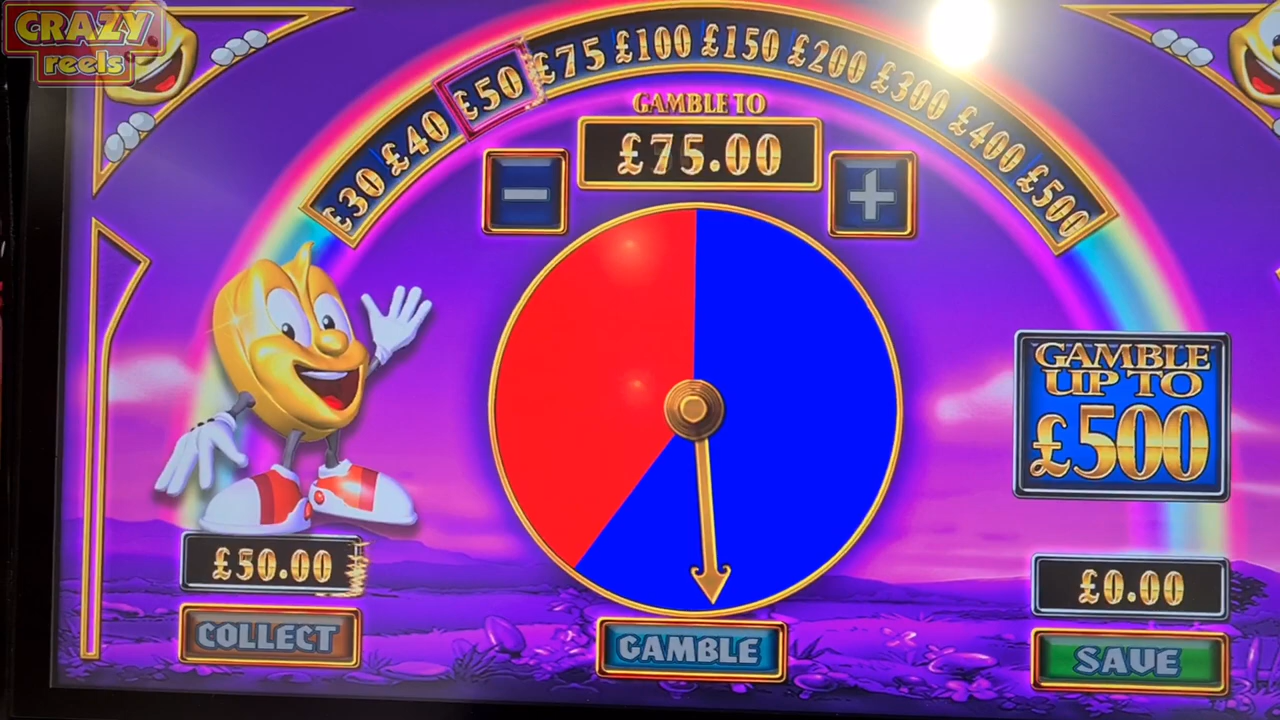 CRAZY
reels
£30 £40 £50 £75 £100 £150 £200 £300 £400 £500
GAMBLE TO
£75.00
-
+
GAMBLE
UP TO
£500
£50.00
£0.00
COLLECT
GAMBLE
SAVE